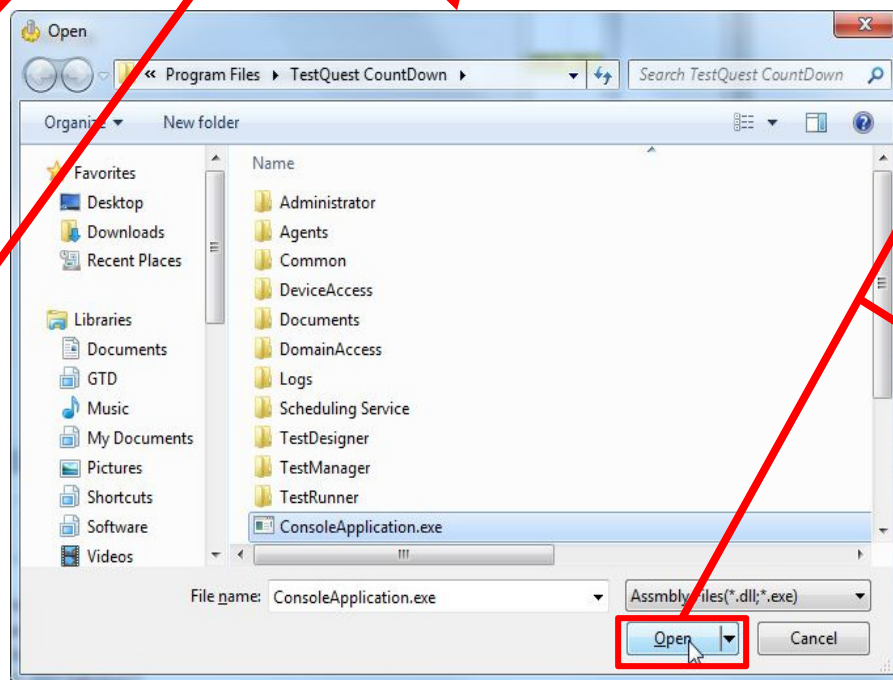 Open
« Program Files ▸ TestQuest CountDown ▸
Search TestQuest CountDown
Organize
New folder
Favorites
Desktop
Downloads
Recent Places
Libraries
Documents
GTD
Music
My Documents
Pictures
Shortcuts
Software
Videos
Name
Administrator
Agents
Common
DeviceAccess
Documents
DomainAccess
Logs
Scheduling Service
TestDesigner
TestManager
TestRunner
ConsoleApplication.exe
File name:
ConsoleApplication.exe
Assmbly Files(*.dll;*.exe)
Open
Cancel